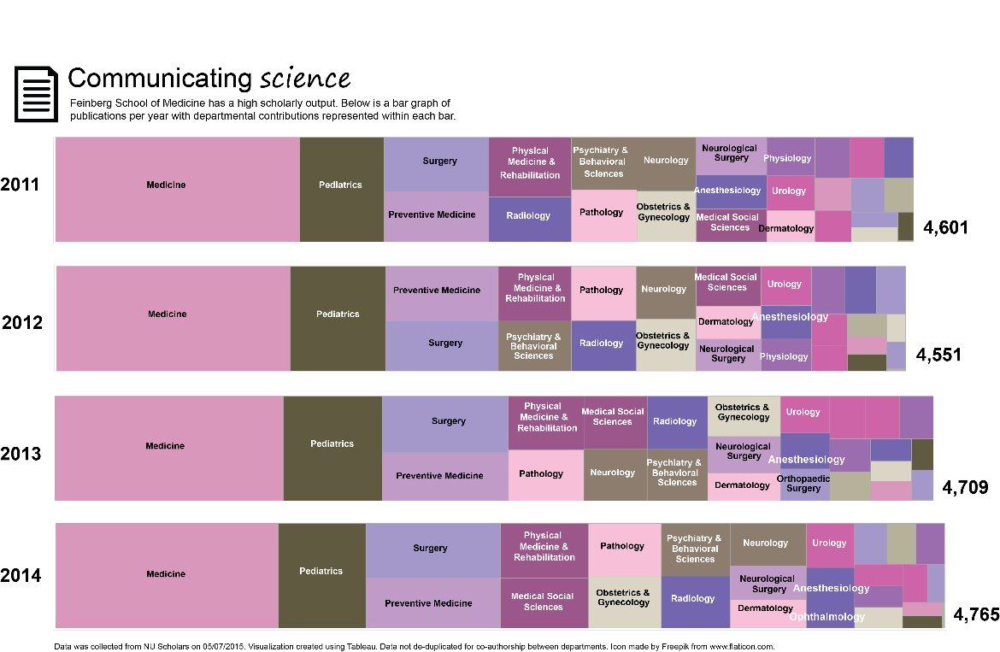 Communicating science
Feinberg School of Medicine has a high scholarly output. Below is a bar graph of
publications per year with departmental contributions represented within each bar.
2011
Medicine
Pediatrics
Surgery
Preventive Medicine
Physical
Medicine &
Rehabilitation
Radiology
Psychiatry &
Behavioral
Sciences
Pathology
Neurology
Obstetrics &
Gynecology
Neurological
Surgery
Anesthesiology
Medical Social
Sciences
Physiology
Urology
Dermatology
4,601
2012
Medicine
Pediatrics
Preventive Medicine
Surgery
Physical
Medicine &
Rehabilitation
Psychiatry &
Behavioral
Sciences
Pathology
Radiology
Neurology
Obstetrics &
Gynecology
Medical Social
Sciences
Dermatology
Neurological
Surgery
Urology
Anesthesiology
Physiology
4,551
2013
Medicine
Pediatrics
Surgery
Preventive Medicine
Physical
Medicine &
Rehabilitation
Pathology
Medical Social
Sciences
Neurology
Radiology
Psychiatry &
Behavioral
Sciences
Obstetrics &
Gynecology
Neurological
Surgery
Dermatology
Urology
Anesthesiology
Orthopaedic
Surgery
4,709
2014
Medicine
Pediatrics
Surgery
Preventive Medicine
Physical
Medicine &
Rehabilitation
Medical Social
Sciences
Pathology
Obstetrics &
Gynecology
Psychiatry &
Behavioral
Sciences
Radiology
Neurology
Neurological
Surgery
Dermatology
Urology
Anesthesiology
Ophthalmology
4,765
Data was collected from NU Scholars on 05/07/2015. Visualization created using Tableau. Data not de-duplicated for co-authorship between departments. Icon made by Freepik from www.flaticon.com.